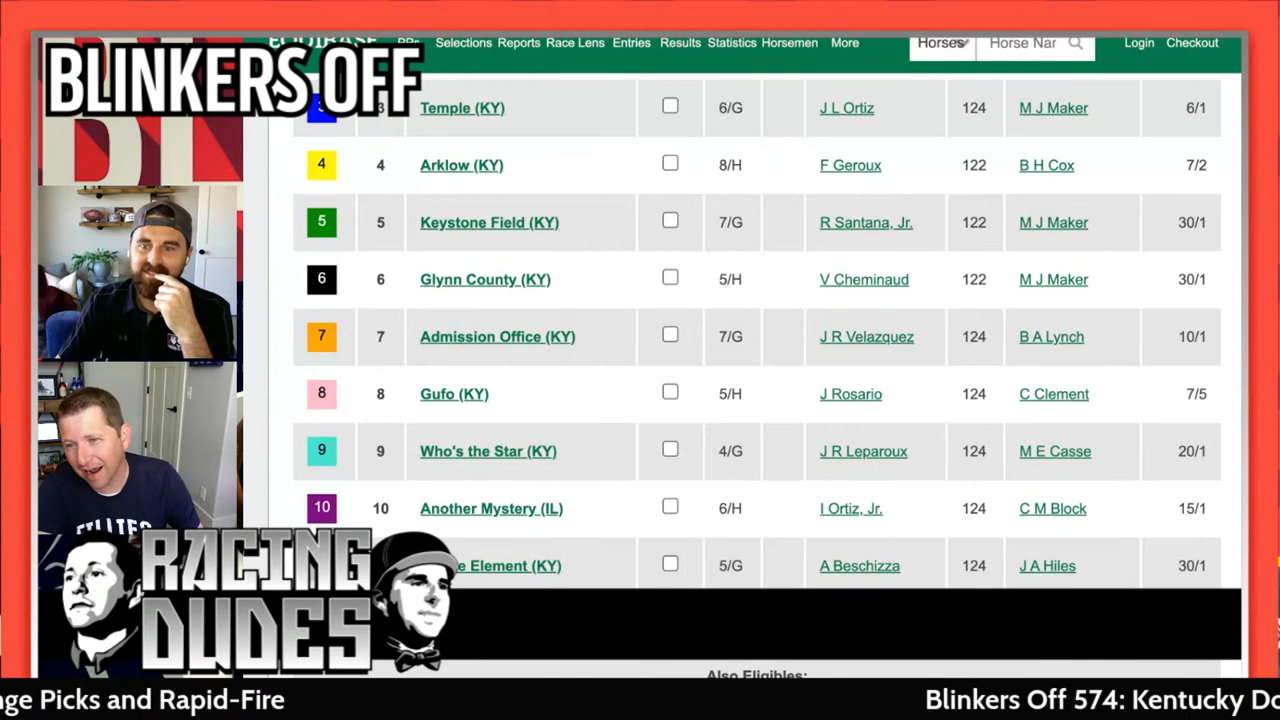 BLINKERS OFF
EQUIBASE PPs Selections Reports Race Lens Entries Results Statistics Horsemen More Horses Horse Nar Login Checkout
3 3 Temple (KY) 6/G J L Ortiz 124 M J Maker 6/1
4 4 Arklow (KY) 8/H F Geroux 122 B H Cox 7/2
5 5 Keystone Field (KY) 7/G R Santana, Jr. 122 M J Maker 30/1
6 6 Glynn County (KY) 5/H V Cheminaud 122 M J Maker 30/1
7 7 Admission Office (KY) 7/G J R Velazquez 124 B A Lynch 10/1
8 8 Gufo (KY) 5/H J Rosario 124 C Clement 7/5
9 9 Who's the Star (KY) 4/G J R Leparoux 124 M E Casse 20/1
10 10 Another Mystery (IL) 6/H I Ortiz, Jr. 124 C M Block 15/1
e Element (KY) 5/G A Beschizza 124 J A Hiles 30/1
RACING
DUDES
Also Eligibles:
nge Picks and Rapid-Fire Blinkers Off 574: Kentucky Do